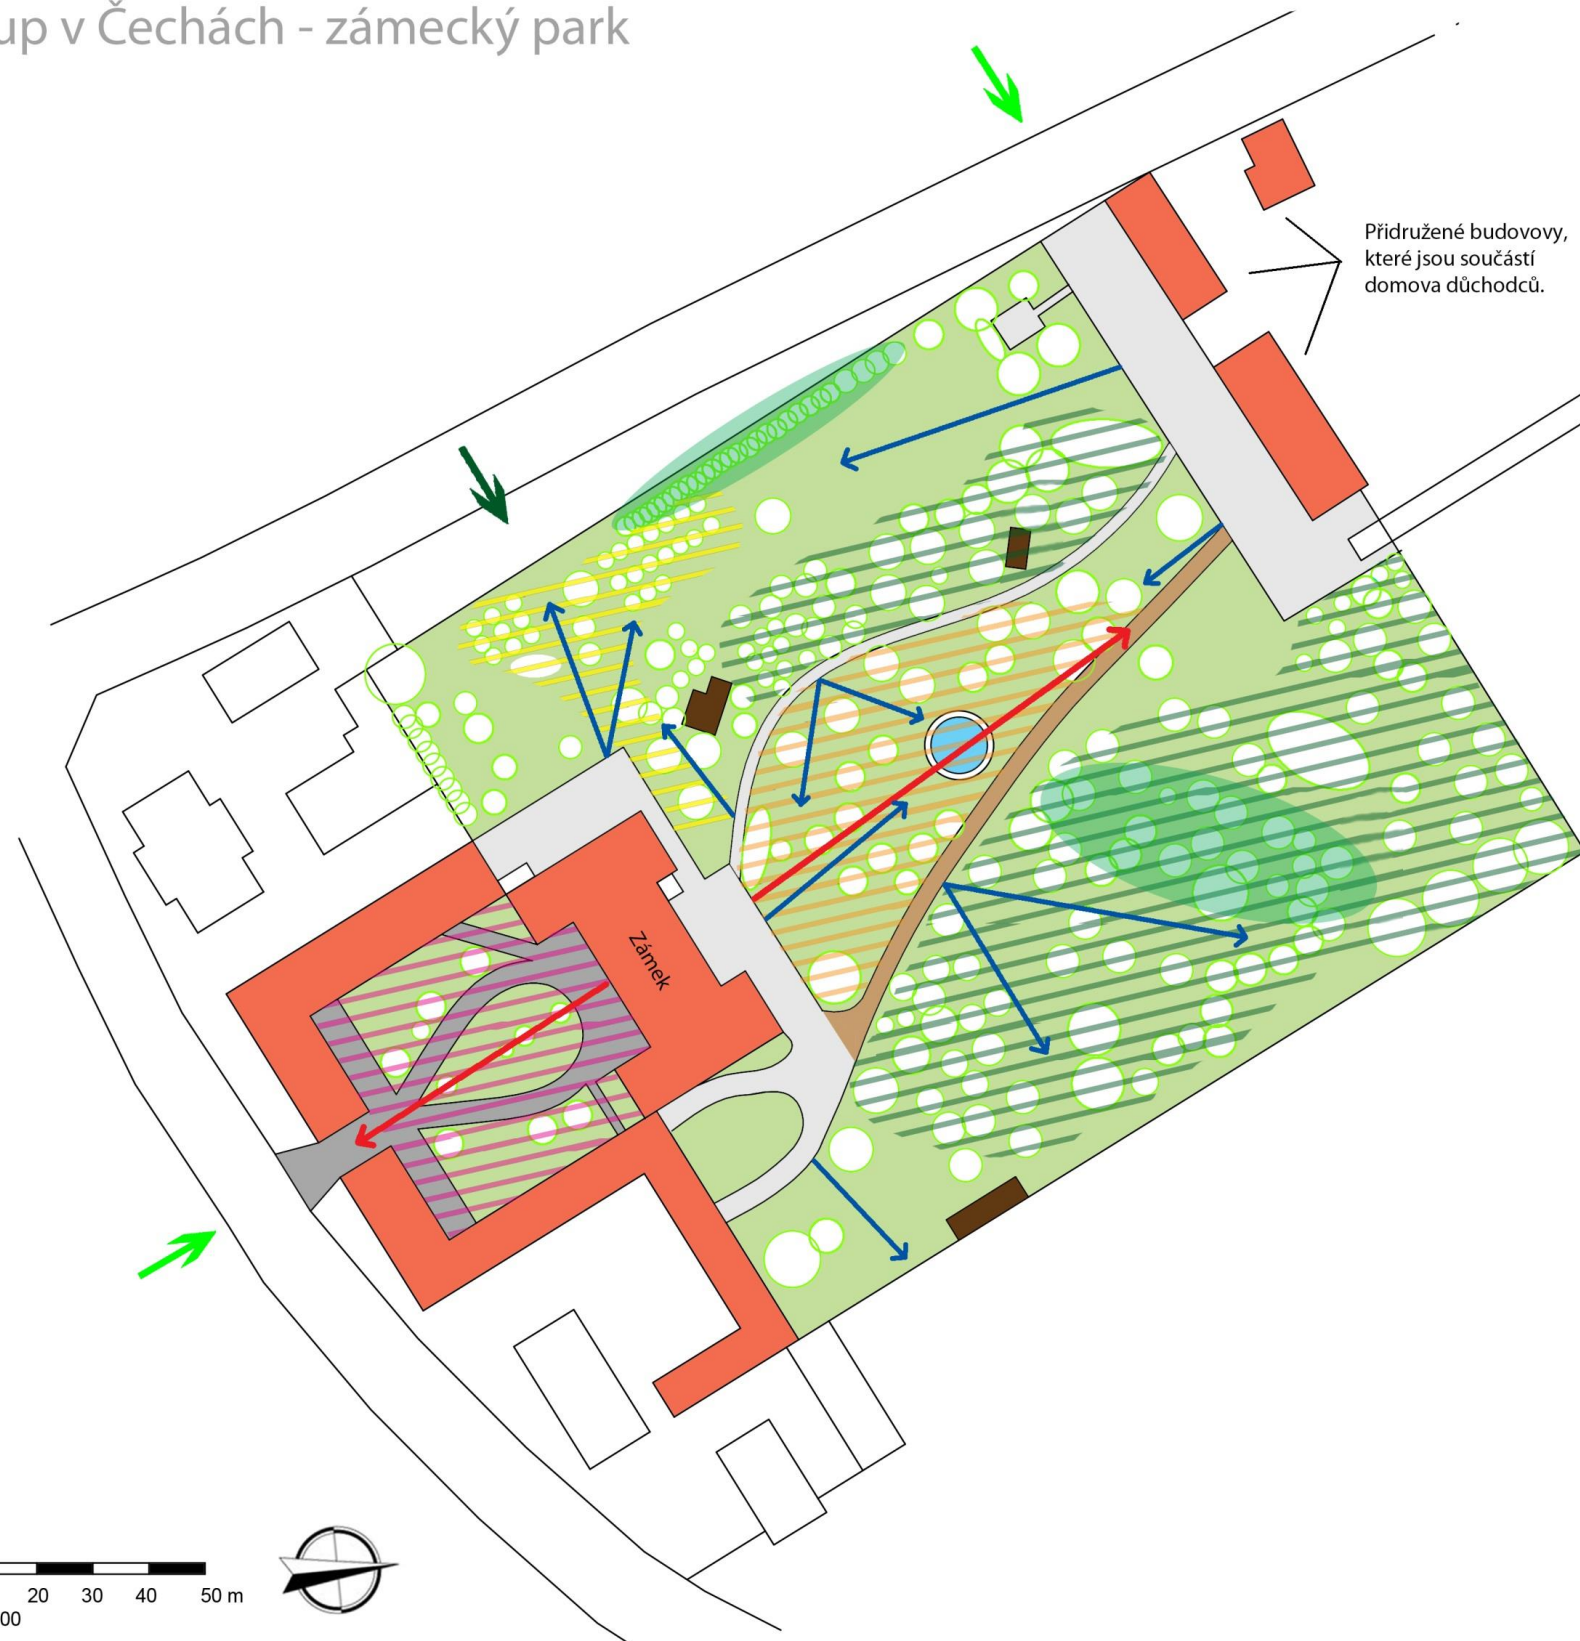 up v Čechách - zámecký park
Přidružené budovovy,
které jsou součástí
domova důchodců.
Zámek
20 30 40 50 m
00